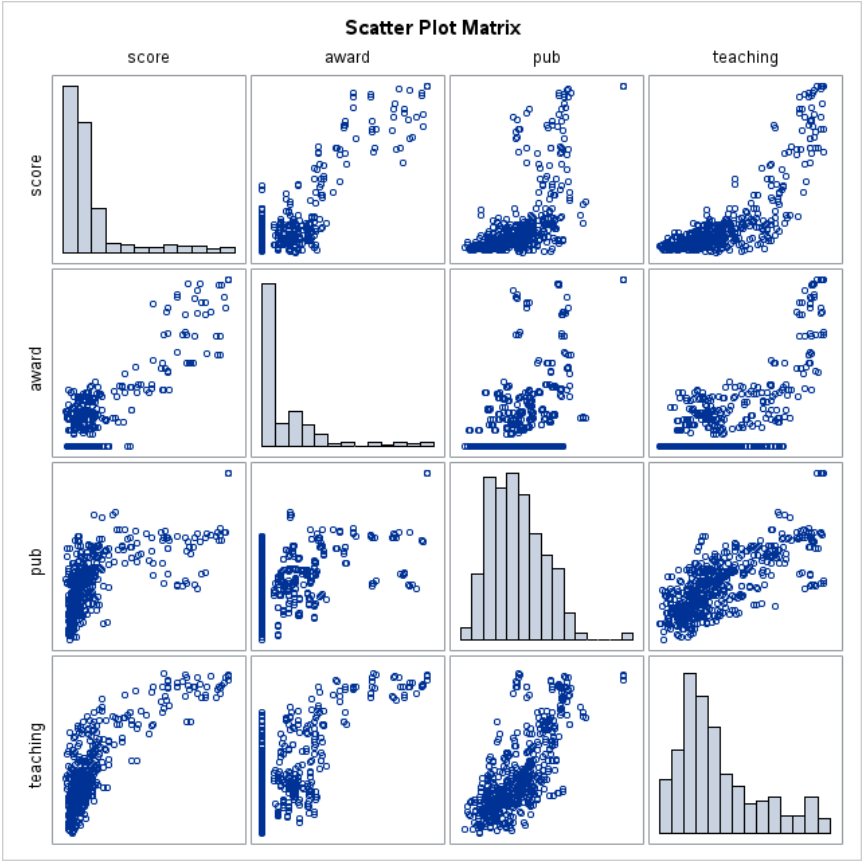 Scatter Plot Matrix
score award pub teaching
score
award
pub
teaching